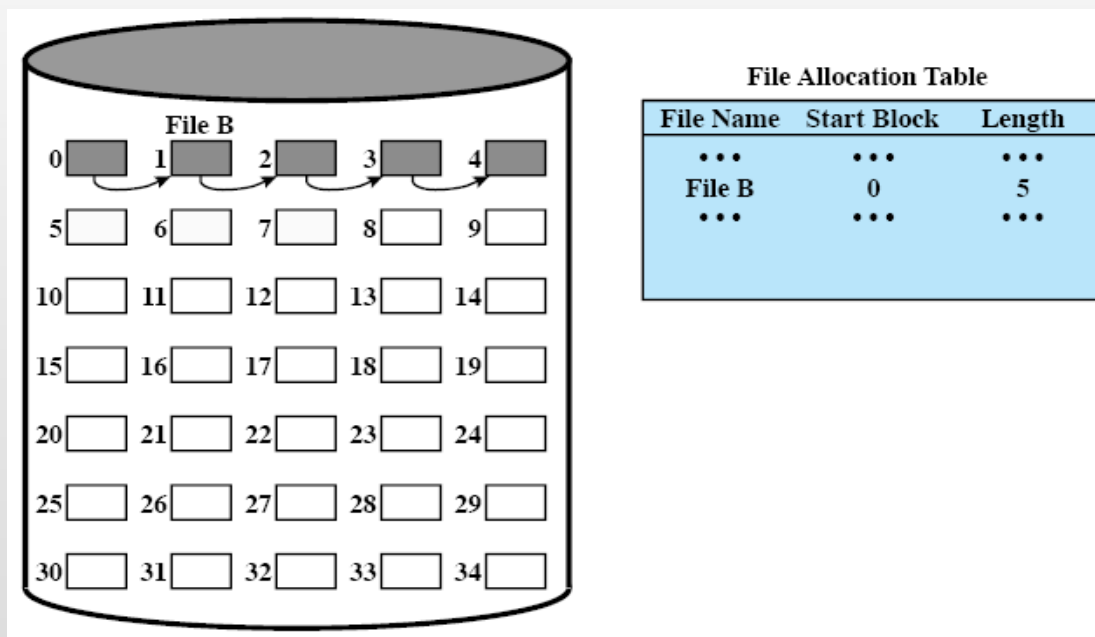 File B
0 1 2 3 4
5 6 7 8 9
10 11 12 13 14
15 16 17 18 19
20 21 22 23 24
25 26 27 28 29
30 31 32 33 34
File Allocation Table
File Name Start Block Length
••• ••• •••
File B 0 5
••• ••• •••